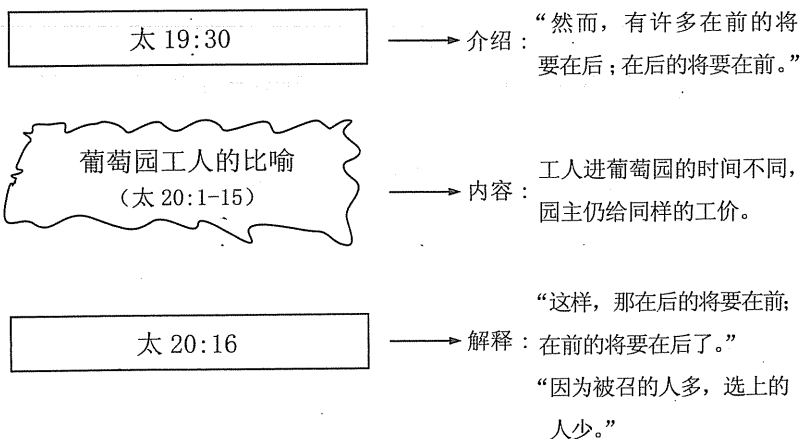 太 19:30
介绍：
“然而，有许多在前的将
要在后；在后的将要在前。”
葡萄园工人的比喻
（太 20:1-15）
内容：
工人进葡萄园的时间不同，
园主仍给同样的工价。
太 20:16
解释：
“这样，那在后的将要在前；
在前的将要在后了。”
“因为被召的人多，选上的
人少。”